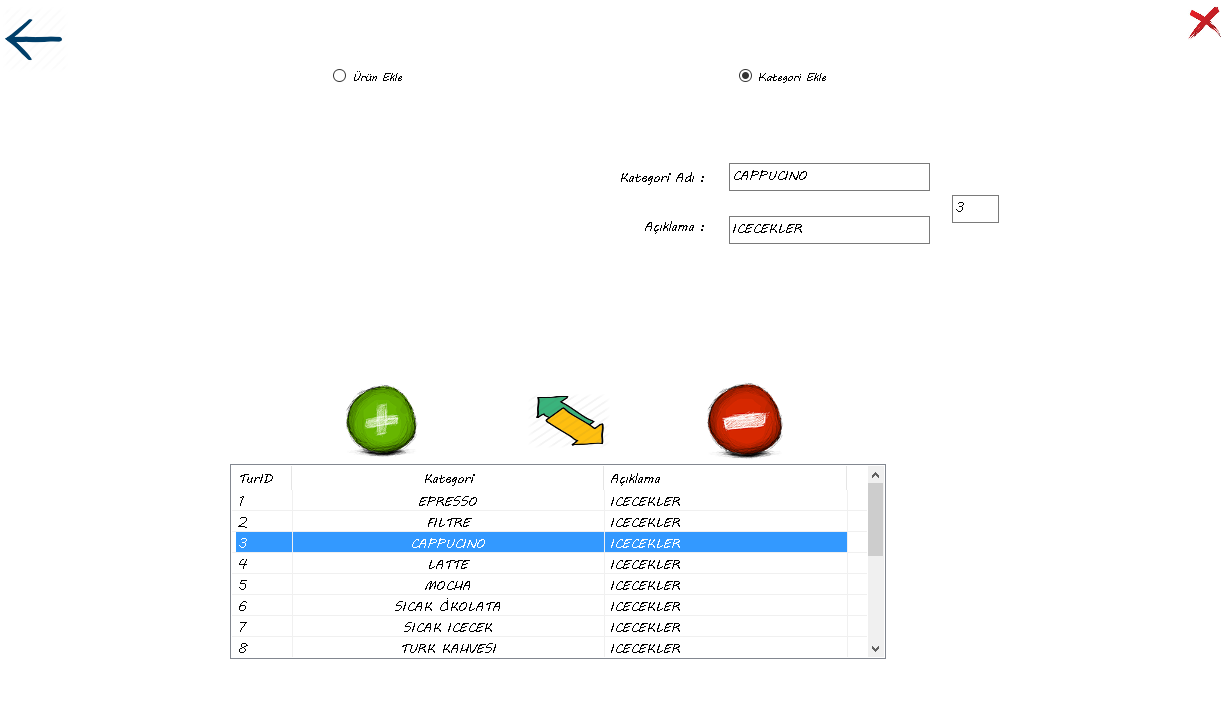 Ürün Ekle
Kategori Ekle
Kategori Adı :
CAPPUCINO
3
Açıklama :
ICECEKLER
TurID Kategori Açıklama
1 EPRESSO ICECEKLER
2 FILTRE ICECEKLER
3 CAPPUCINO ICECEKLER
4 LATTE ICECEKLER
5 MOCHA ICECEKLER
6 SICAK ÖKOLATA ICECEKLER
7 SICAK ICECEK ICECEKLER
8 TURK KAHVESI ICECEKLER